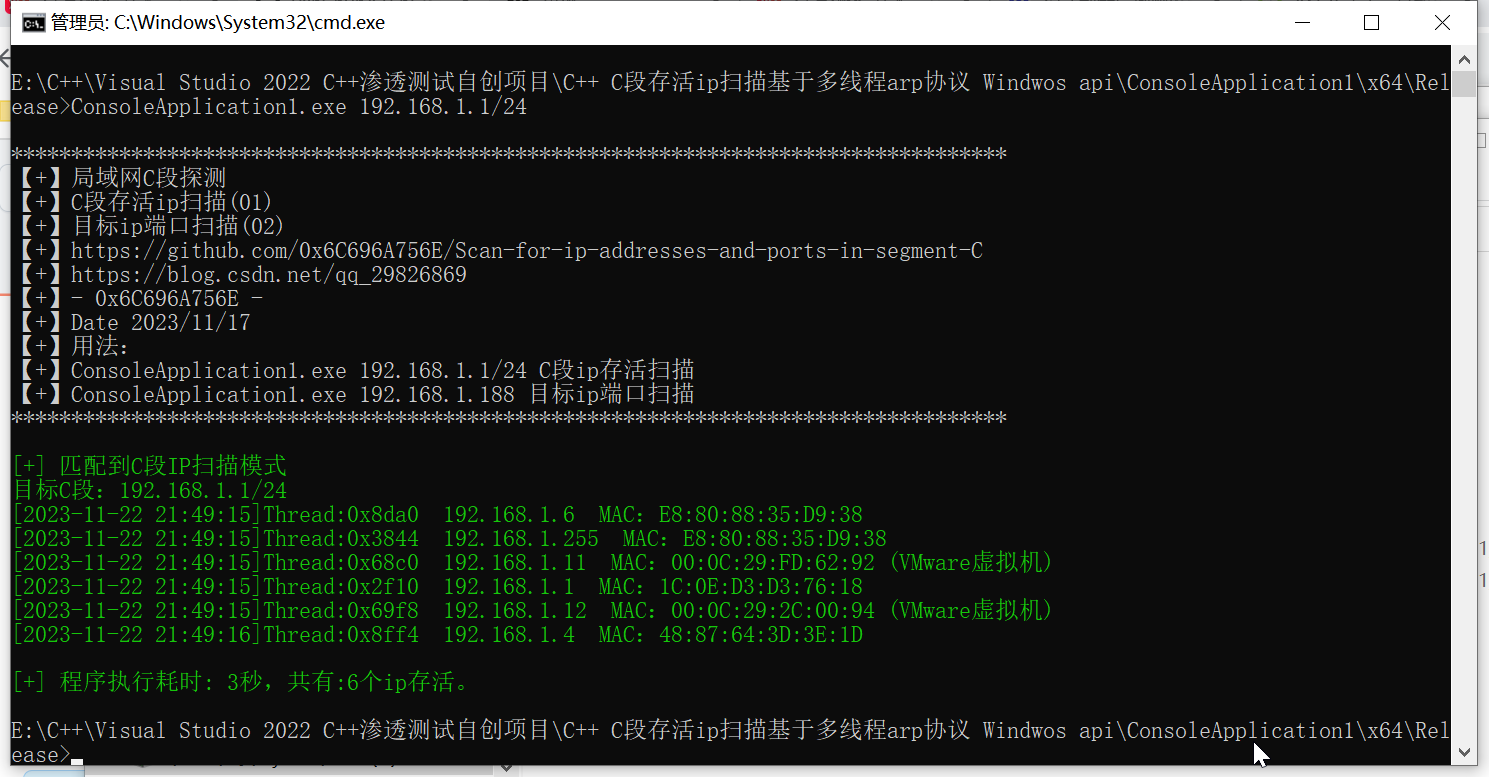 管理员: C:\Windows\System32\cmd.exe
E:\C++\Visual Studio 2022 C++渗透测试自创项目\C++ C段存活ip扫描基于多线程arp协议 Windwos api\ConsoleApplication1\x64\Rel
ease>ConsoleApplication1.exe 192.168.1.1/24
***********************************************************************************
【+】局域网C段探测
【+】C段存活ip扫描(01)
【+】目标ip端口扫描(02)
【+】https://github.com/0x6C696A756E/Scan-for-ip-addresses-and-ports-in-segment-C
【+】https://blog.csdn.net/qq_29826869
【+】- 0x6C696A756E -
【+】Date 2023/11/17
【+】用法:
【+】ConsoleApplication1.exe 192.168.1.1/24 C段ip存活扫描
【+】ConsoleApplication1.exe 192.168.1.188 目标ip端口扫描
***********************************************************************************
[+] 匹配到C段IP扫描模式
目标C段: 192.168.1.1/24
[2023-11-22 21:49:15]Thread:0x8da0  192.168.1.6  MAC: E8:80:88:35:D9:38
[2023-11-22 21:49:15]Thread:0x3844  192.168.1.255  MAC: E8:80:88:35:D9:38
[2023-11-22 21:49:15]Thread:0x68c0  192.168.1.11  MAC: 00:0C:29:FD:62:92 (VMware虚拟机)
[2023-11-22 21:49:15]Thread:0x2f10  192.168.1.1  MAC: 1C:0E:D3:D3:76:18
[2023-11-22 21:49:15]Thread:0x69f8  192.168.1.12  MAC: 00:0C:29:2C:00:94 (VMware虚拟机)
[2023-11-22 21:49:16]Thread:0x8ff4  192.168.1.4  MAC: 48:87:64:3D:3E:1D
[+] 程序执行耗时: 3秒，共有:6个ip存活。
E:\C++\Visual Studio 2022 C++渗透测试自创项目\C++ C段存活ip扫描基于多线程arp协议 Windwos api\ConsoleApplication1\x64\Rel
ease>